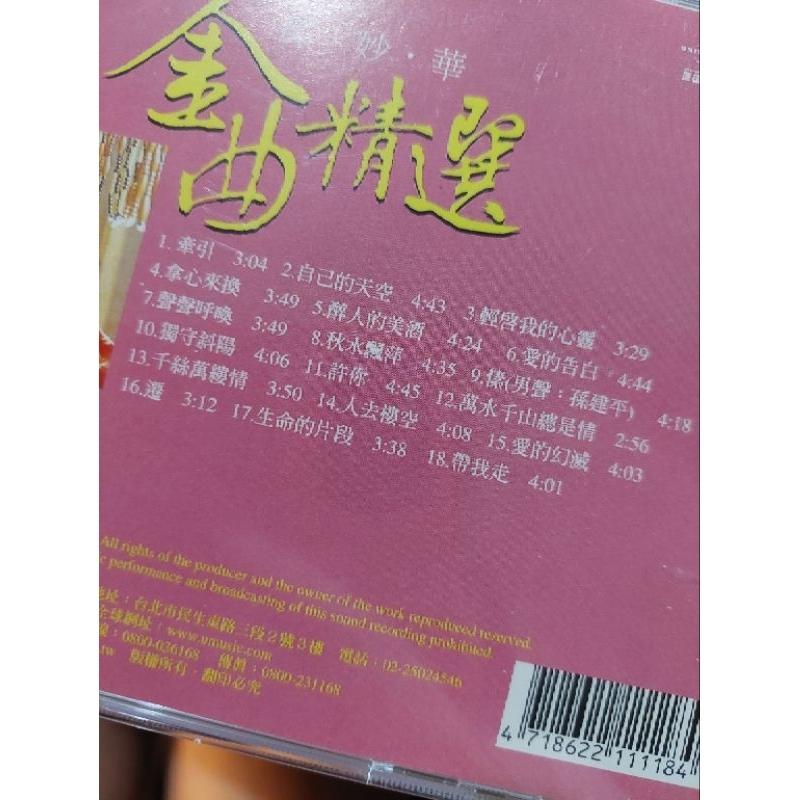 妙·華
金曲精選
1. 牽引 3:04 2.自己的天空 4:43 3.輕啓我的心靈 3:29
4.拿心來換 3:49 5.醉人的美酒 4:24 6.愛的告白 4:44
7.聲聲呼喚 3:49 8.秋水飄萍 4:35 9.傣(男聲：孫建平) 4:18
10.獨守斜陽 4:06 11.許你 4:45 12.萬水千山總是情 2:56
13.千絲萬縷情 3:50 14.人去樓空 4:08 15.愛的幻滅 4:03
16.遷 3:12 17.生命的片段 3:38 18.帶我走 4:01
All rights of the producer and the owner of the work reproduced reserved.
c performance and broadcasting of this sound recording prohibited.
地址：台北市民生東路三段2號3樓 電話：02-25024546
全球網址：www.umusic.com
線：0800-036168 傳真：0800-231168
.tw 版權所有·翻印必究
4 718622 111184